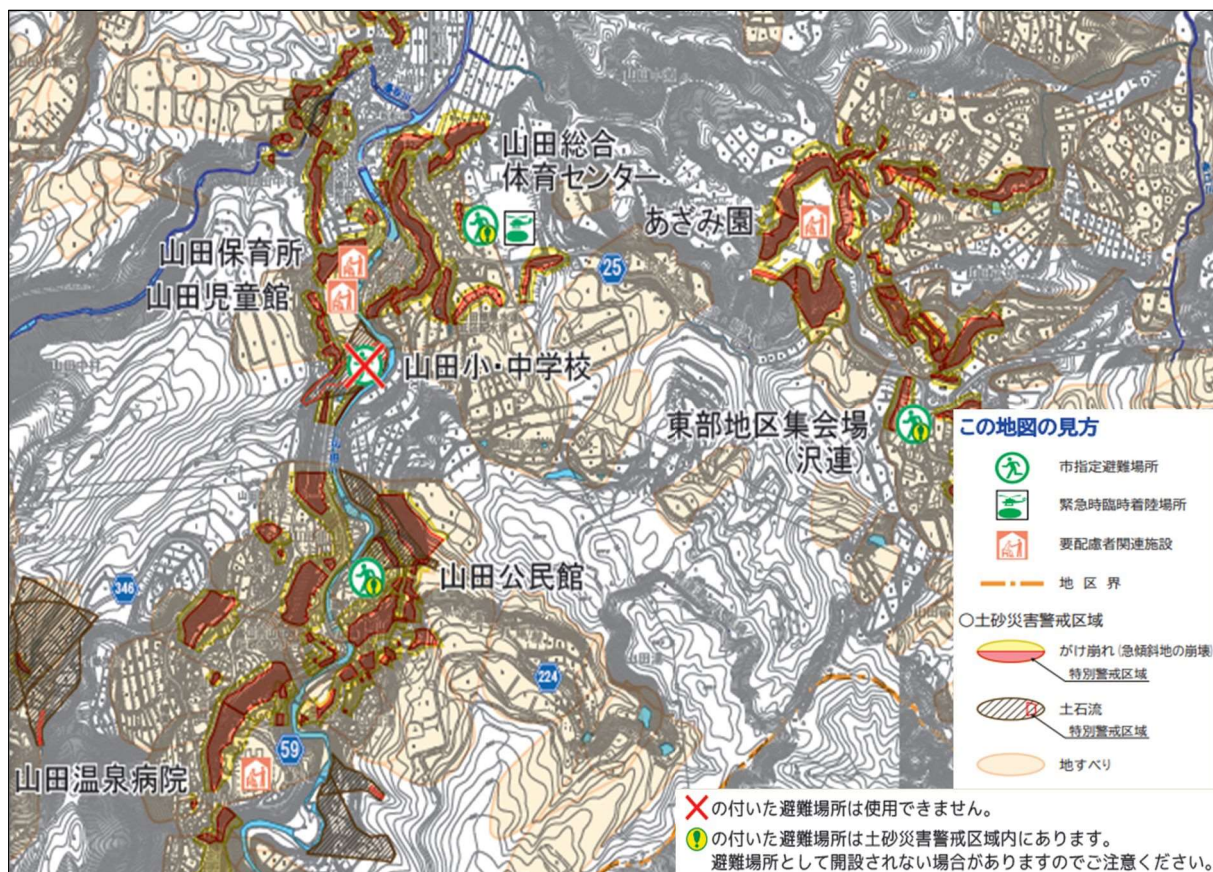 山田総合
体育センター
あざみ園
山田保育所
山田児童館
25
山田小・中学校
東部地区集会場
(沢連)
山田公民館
346
224
59
山田温泉病院
この地図の見方
市指定避難場所
緊急時臨時着陸場所
要配慮者関連施設
地区界
○土砂災害警戒区域
がけ崩れ(急傾斜地の崩壊)
特別警戒区域
土石流
特別警戒区域
地すべり
の付いた避難場所は使用できません。
の付いた避難場所は土砂災害警戒区域内にあります。
避難場所として開設されない場合がありますのでご注意ください。